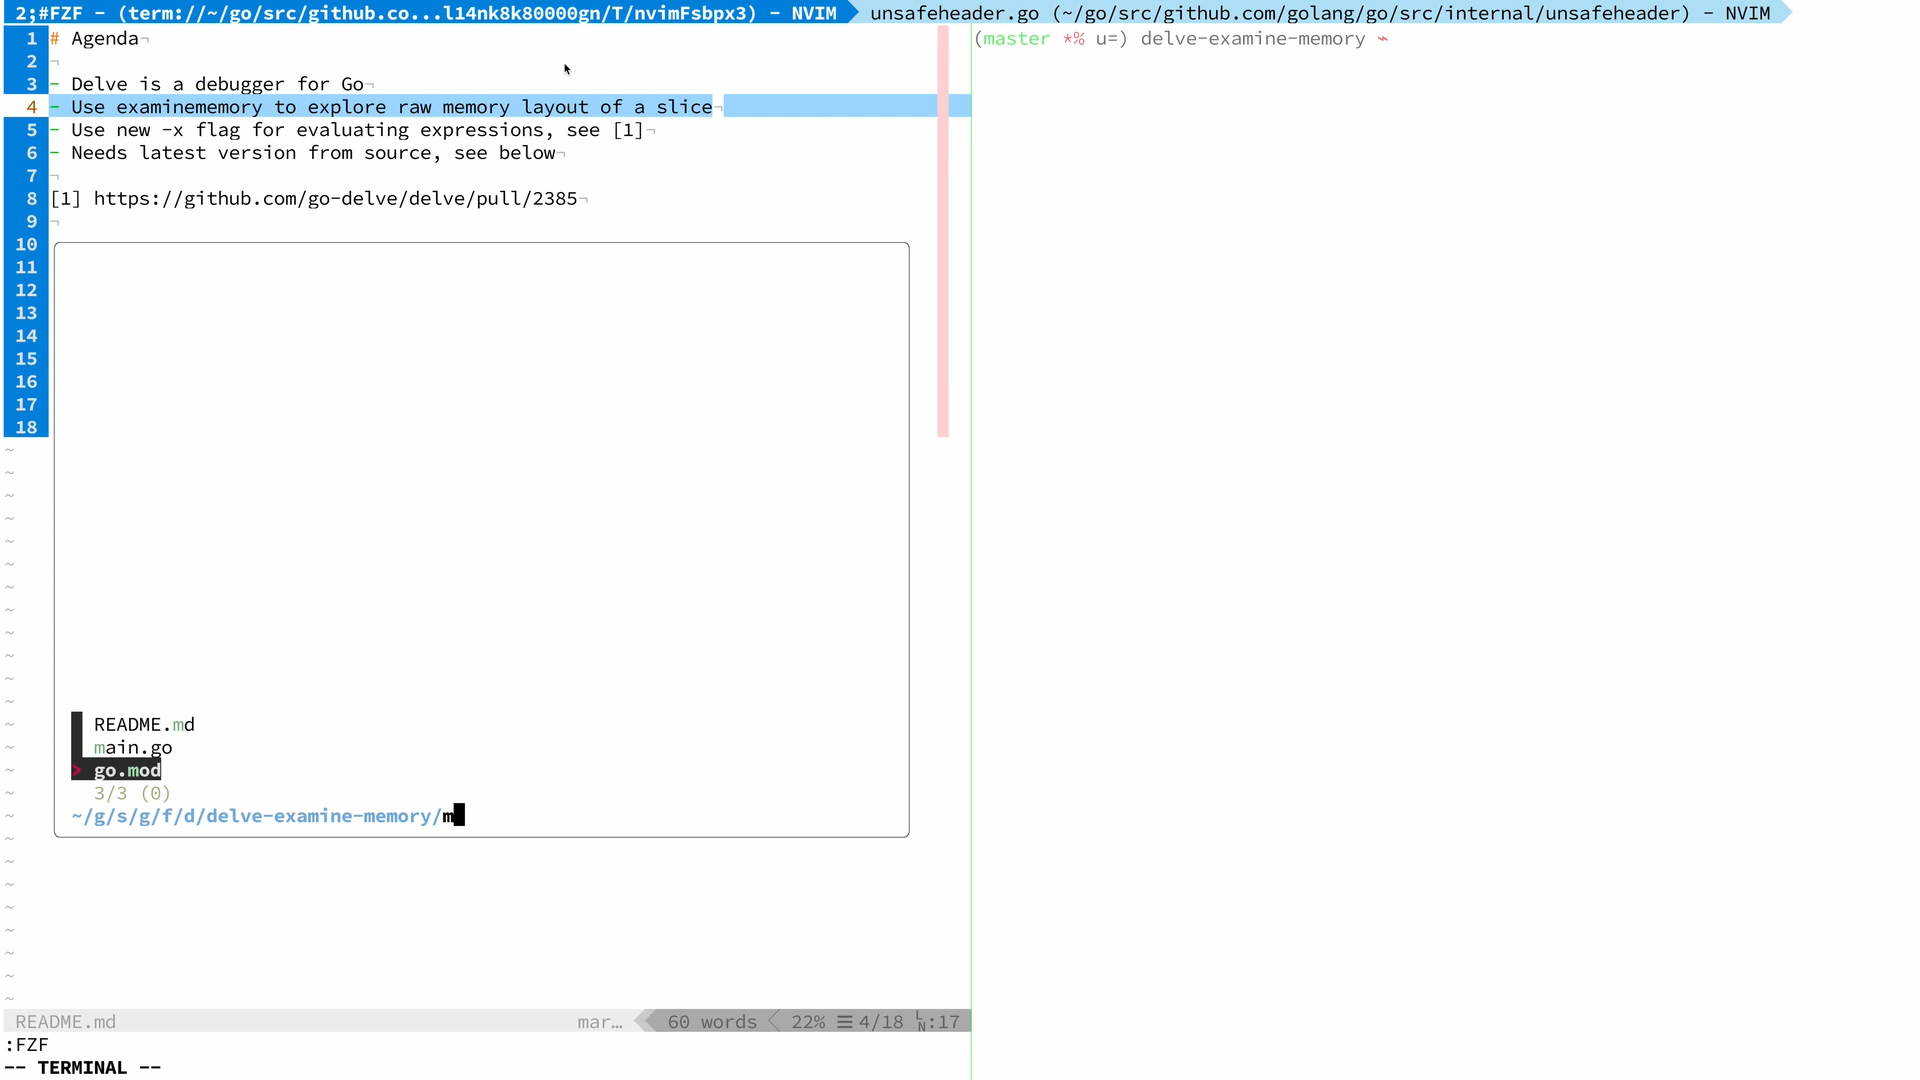 2;#FZF - (term://~/go/src/github.co...l14nk8k80000gn/T/nvimFsbpx3) - NVIM unsafeheader.go (~/go/src/github.com/golang/go/src/internal/unsafeheader) - NVIM
1 # Agenda¬
(master *% u=) delve-examine-memory ⌁
2 ¬
3 - Delve is a debugger for Go¬
4 - Use examinememory to explore raw memory layout of a slice¬
5 - Use new -x flag for evaluating expressions, see [1]¬
6 - Needs latest version from source, see below¬
7 ¬
8 [1] https://github.com/go-delve/delve/pull/2385¬
9 ¬
10
11
12
13
14
15
16
17
18
~
~
~
~
~
~
~
~
~
~
~
~
~ README.md
~ main.go
~ > go.mod
~ 3/3 (0)
~ ~/g/s/g/f/d/delve-examine-memory/m
~
~
~
~
~
~
~
~
README.md mar… 60 words 22% ☰ 4/18 ㏑:17
:FZF
-- TERMINAL --